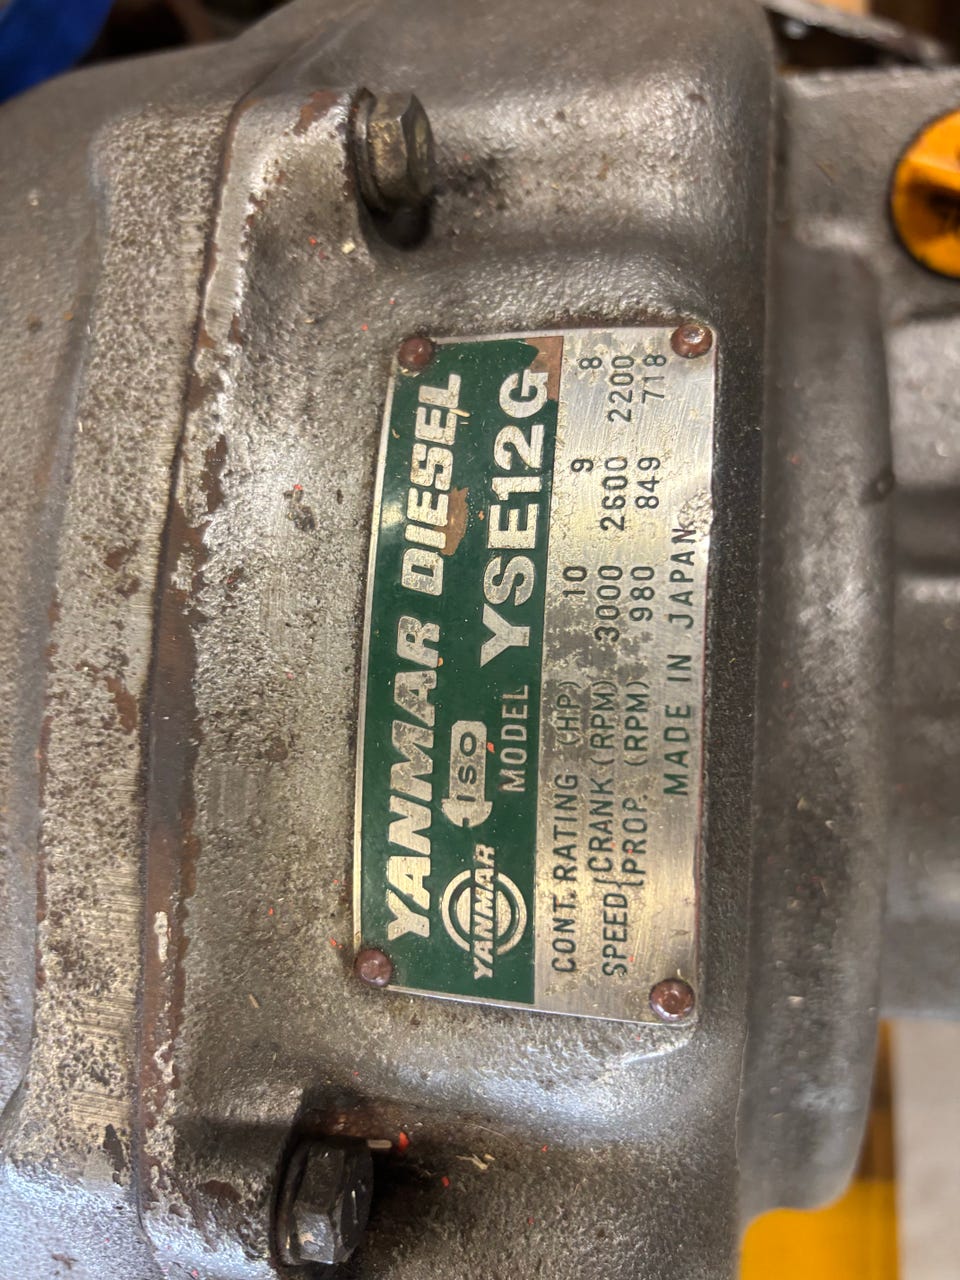 YANMAR DIESEL
YANMAR ISO MODEL YSE12G
CONT. RATING (HP) 10 9 8
SPEED{CRANK(RPM) 3000 2600 2200
PROP. (RPM) 980 849 718
MADE IN JAPAN